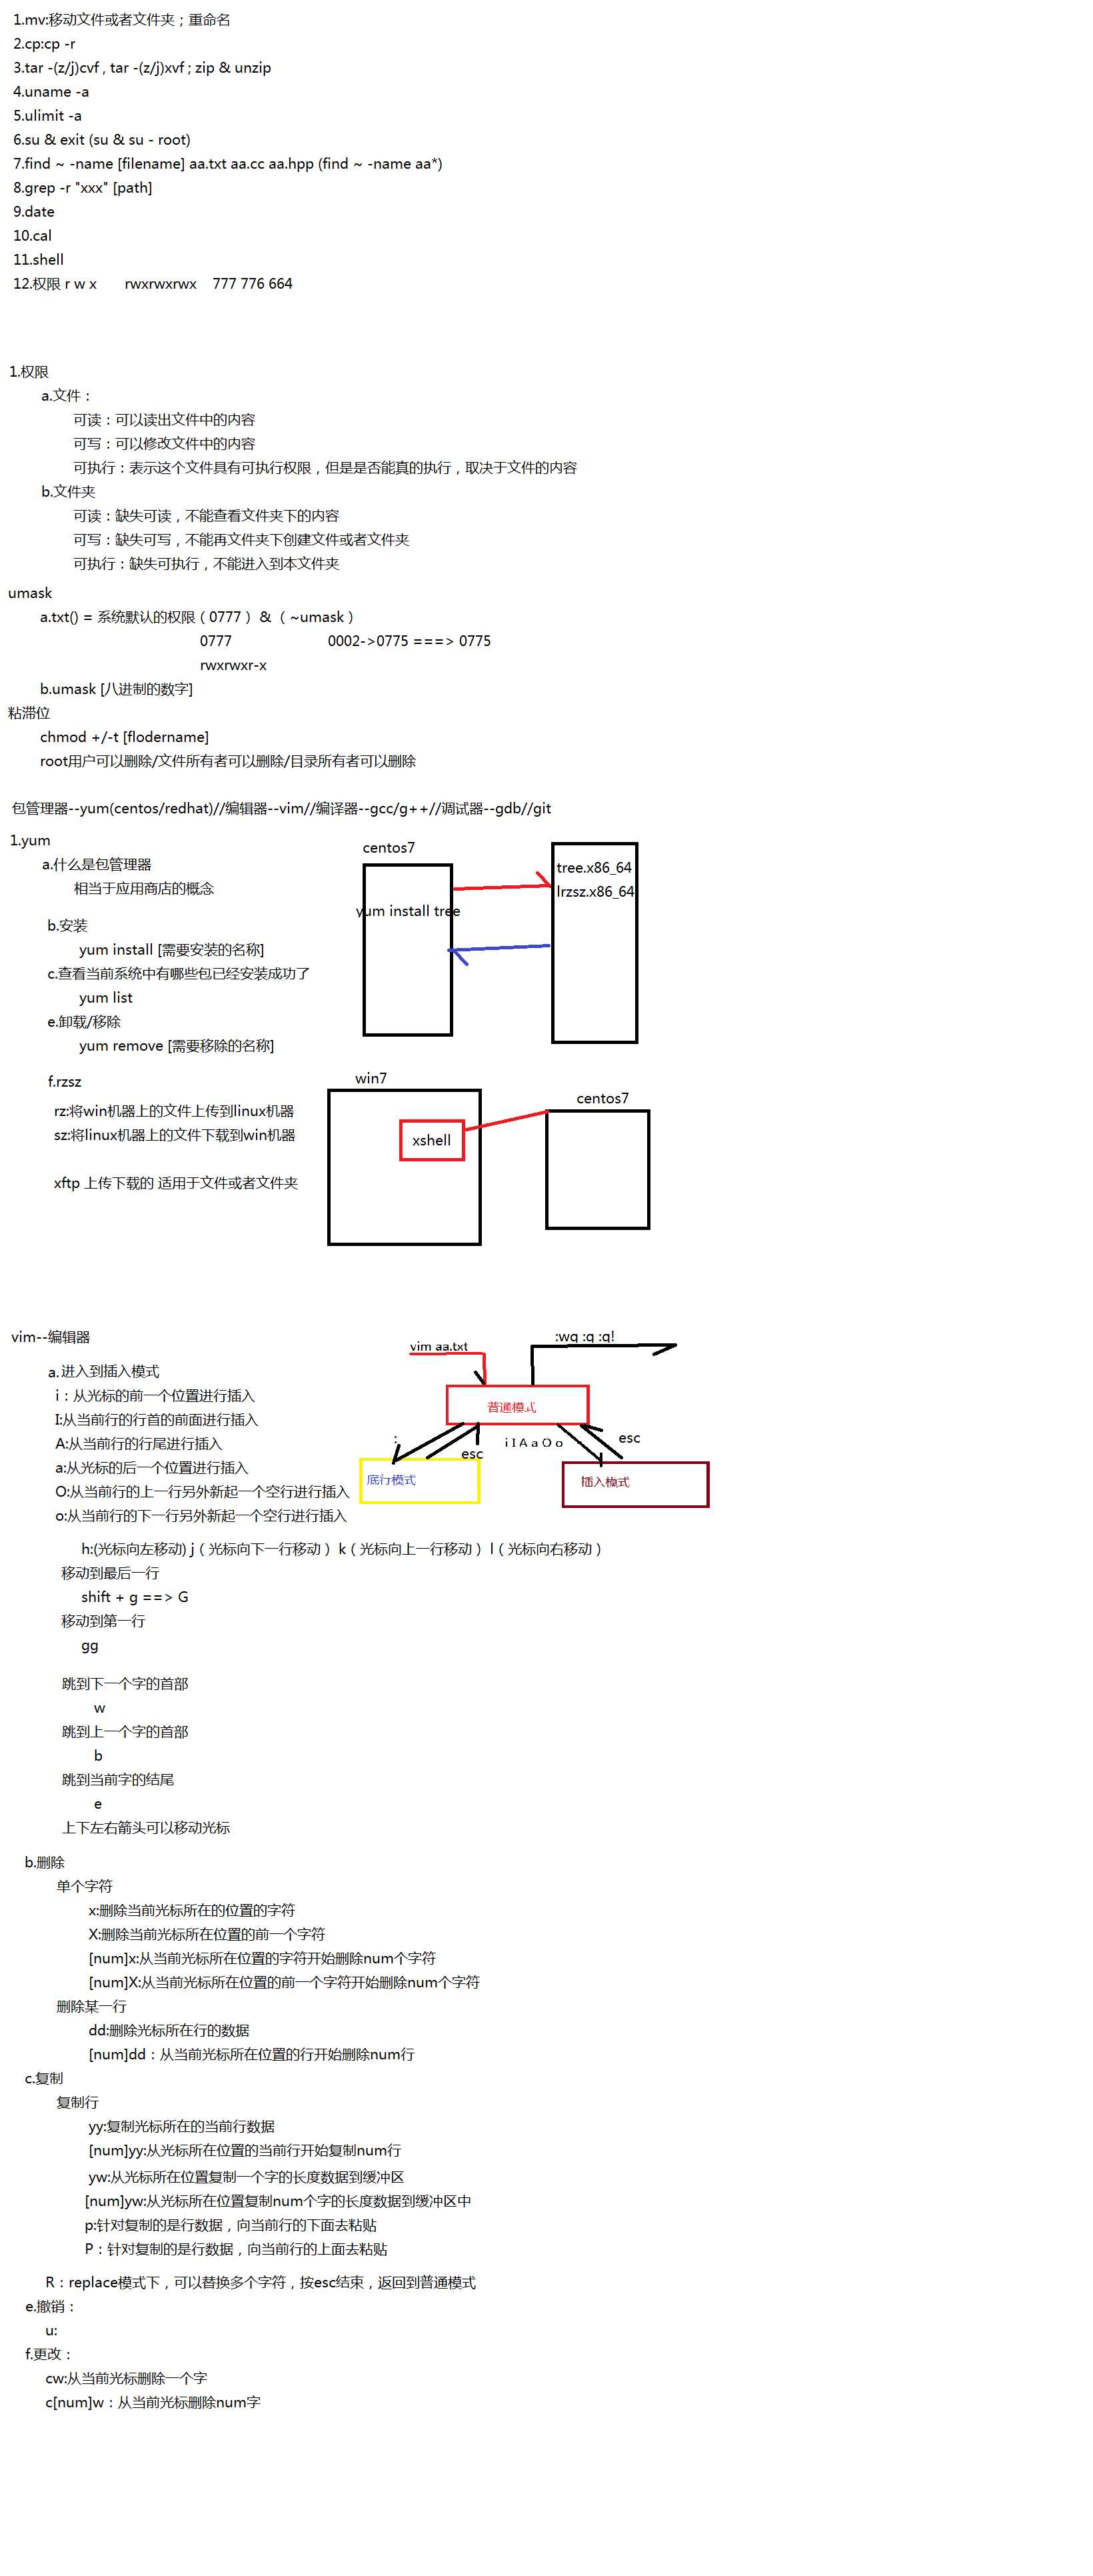 1.mv:移动文件或者文件夹；重命名
2.cp:cp -r
3.tar -(z/j)cvf , tar -(z/j)xvf ; zip & unzip
4.uname -a
5.ulimit -a
6.su & exit (su & su - root)
7.find ~ -name [filename] aa.txt aa.cc aa.hpp (find ~ -name aa*)
8.grep -r "xxx" [path]
9.date
10.cal
11.shell
12.权限 r w x rwxrwxrwx 777 776 664
1.权限
a.文件：
可读：可以读出文件中的内容
可写：可以修改文件中的内容
可执行：表示这个文件具有可执行权限，但是是否能真的执行，取决于文件的内容
b.文件夹
可读：缺失可读，不能查看文件夹下的内容
可写：缺失可写，不能再文件夹下创建文件或者文件夹
可执行：缺失可执行，不能进入到本文件夹
umask
a.txt() = 系统默认的权限（0777）&（~umask）
0777 0002->0775 ===> 0775
rwxrwxr-x
b.umask [八进制的数字]
粘滞位
chmod +/-t [flodername]
root用户可以删除/文件所有者可以删除/目录所有者可以删除
包管理器--yum(centos/redhat)//编辑器--vim//编译器--gcc/g++//调试器--gdb//git
1.yum
a.什么是包管理器
相当于应用商店的概念
b.安装
yum install [需要安装的名称]
c.查看当前系统中有哪些包已经安装成功了
yum list
e.卸载/移除
yum remove [需要移除的名称]
centos7
yum install tree
tree.x86_64
lrzsz.x86_64
f.rzsz
rz:将win机器上的文件上传到linux机器
sz:将linux机器上的文件下载到win机器
xftp 上传下载的 适用于文件或者文件夹
win7
xshell
centos7
vim--编辑器
vim aa.txt
:wq :q :q!
普通模式
:
esc
i I A a O o
esc
底行模式
插入模式
a.进入到插入模式
i：从光标的前一个位置进行插入
I:从当前行的行首的前面进行插入
A:从当前行的行尾进行插入
a:从光标的后一个位置进行插入
O:从当前行的上一行另外新起一个空行进行插入
o:从当前行的下一行另外新起一个空行进行插入
h:(光标向左移动) j（光标向下一行移动） k（光标向上一行移动） l（光标向右移动）
移动到最后一行
shift + g ==> G
移动到第一行
gg
跳到下一个字的首部
w
跳到上一个字的首部
b
跳到当前字的结尾
e
上下左右箭头可以移动光标
b.删除
单个字符
x:删除当前光标所在的位置的字符
X:删除当前光标所在位置的前一个字符
[num]x:从当前光标所在位置的字符开始删除num个字符
[num]X:从当前光标所在位置的前一个字符开始删除num个字符
删除某一行
dd:删除光标所在行的数据
[num]dd：从当前光标所在位置的行开始删除num行
c.复制
复制行
yy:复制光标所在的当前行数据
[num]yy:从光标所在位置的当前行开始复制num行
yw:从光标所在位置复制一个字的长度数据到缓冲区
[num]yw:从光标所在位置复制num个字的长度数据到缓冲区中
p:针对复制的是行数据，向当前行的下面去粘贴
P：针对复制的是行数据，向当前行的上面去粘贴
R：replace模式下，可以替换多个字符，按esc结束，返回到普通模式
e.撤销：
u:
f.更改：
cw:从当前光标删除一个字
c[num]w：从当前光标删除num字